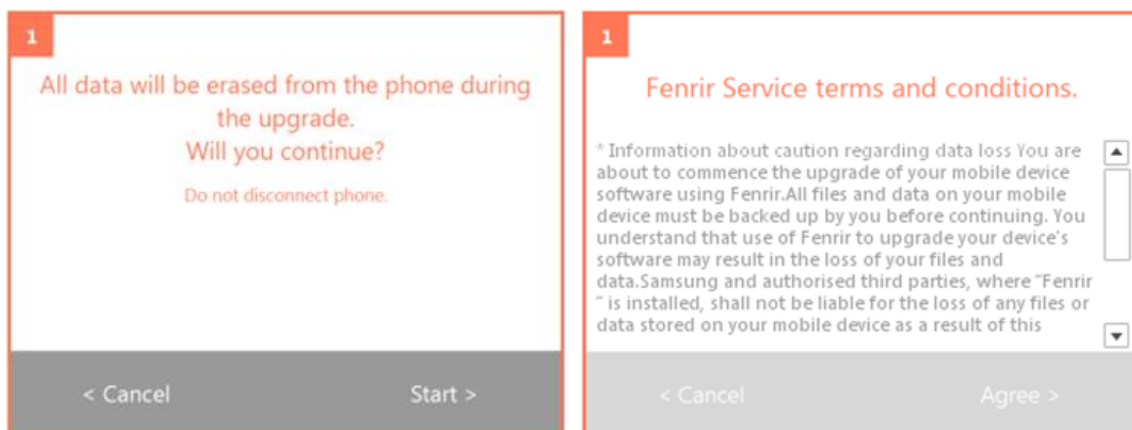 1
All data will be erased from the phone during
the upgrade.
Will you continue?
Do not disconnect phone.
< Cancel
Start >
1
Fenrir Service terms and conditions.
* Information about caution regarding data loss You are
about to commence the upgrade of your mobile device
software using Fenrir.All files and data on your mobile
device must be backed up by you before continuing. You
understand that use of Fenrir to upgrade your device's
software may result in the loss of your files and
data.Samsung and authorised third parties, where "Fenrir
" is installed, shall not be liable for the loss of any files or
data stored on your mobile device as a result of this
< Cancel
Agree >